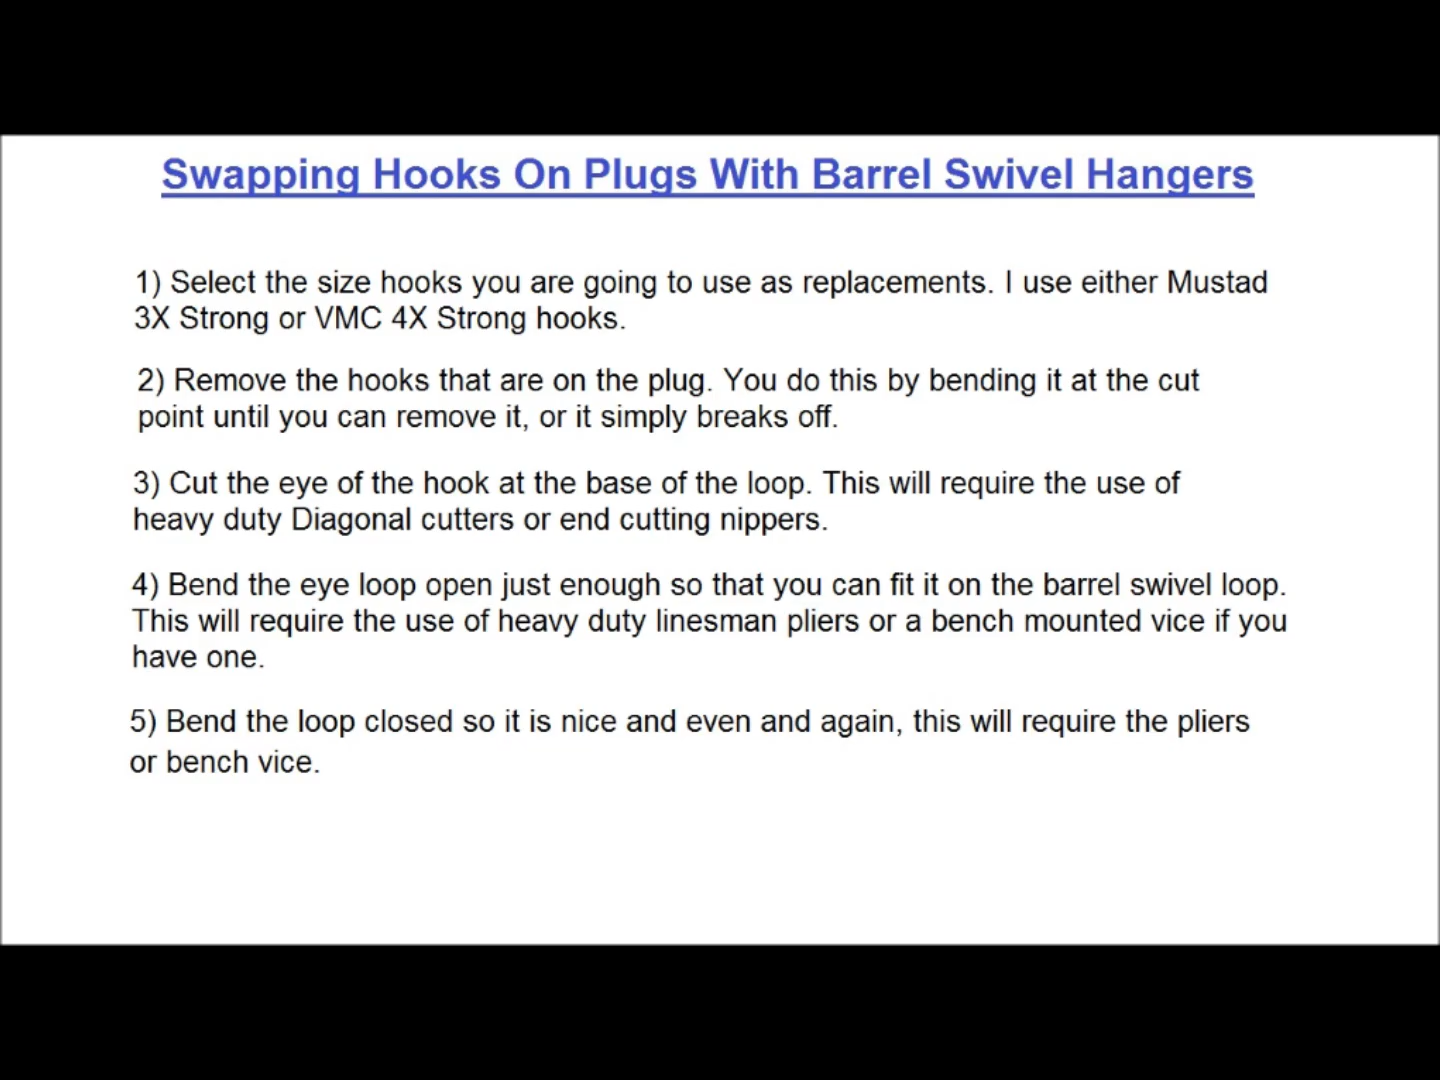 Swapping Hooks On Plugs With Barrel Swivel Hangers
1) Select the size hooks you are going to use as replacements. I use either Mustad
3X Strong or VMC 4X Strong hooks.
2) Remove the hooks that are on the plug. You do this by bending it at the cut
point until you can remove it, or it simply breaks off.
3) Cut the eye of the hook at the base of the loop. This will require the use of
heavy duty Diagonal cutters or end cutting nippers.
4) Bend the eye loop open just enough so that you can fit it on the barrel swivel loop.
This will require the use of heavy duty linesman pliers or a bench mounted vice if you
have one.
5) Bend the loop closed so it is nice and even and again, this will require the pliers
or bench vice.